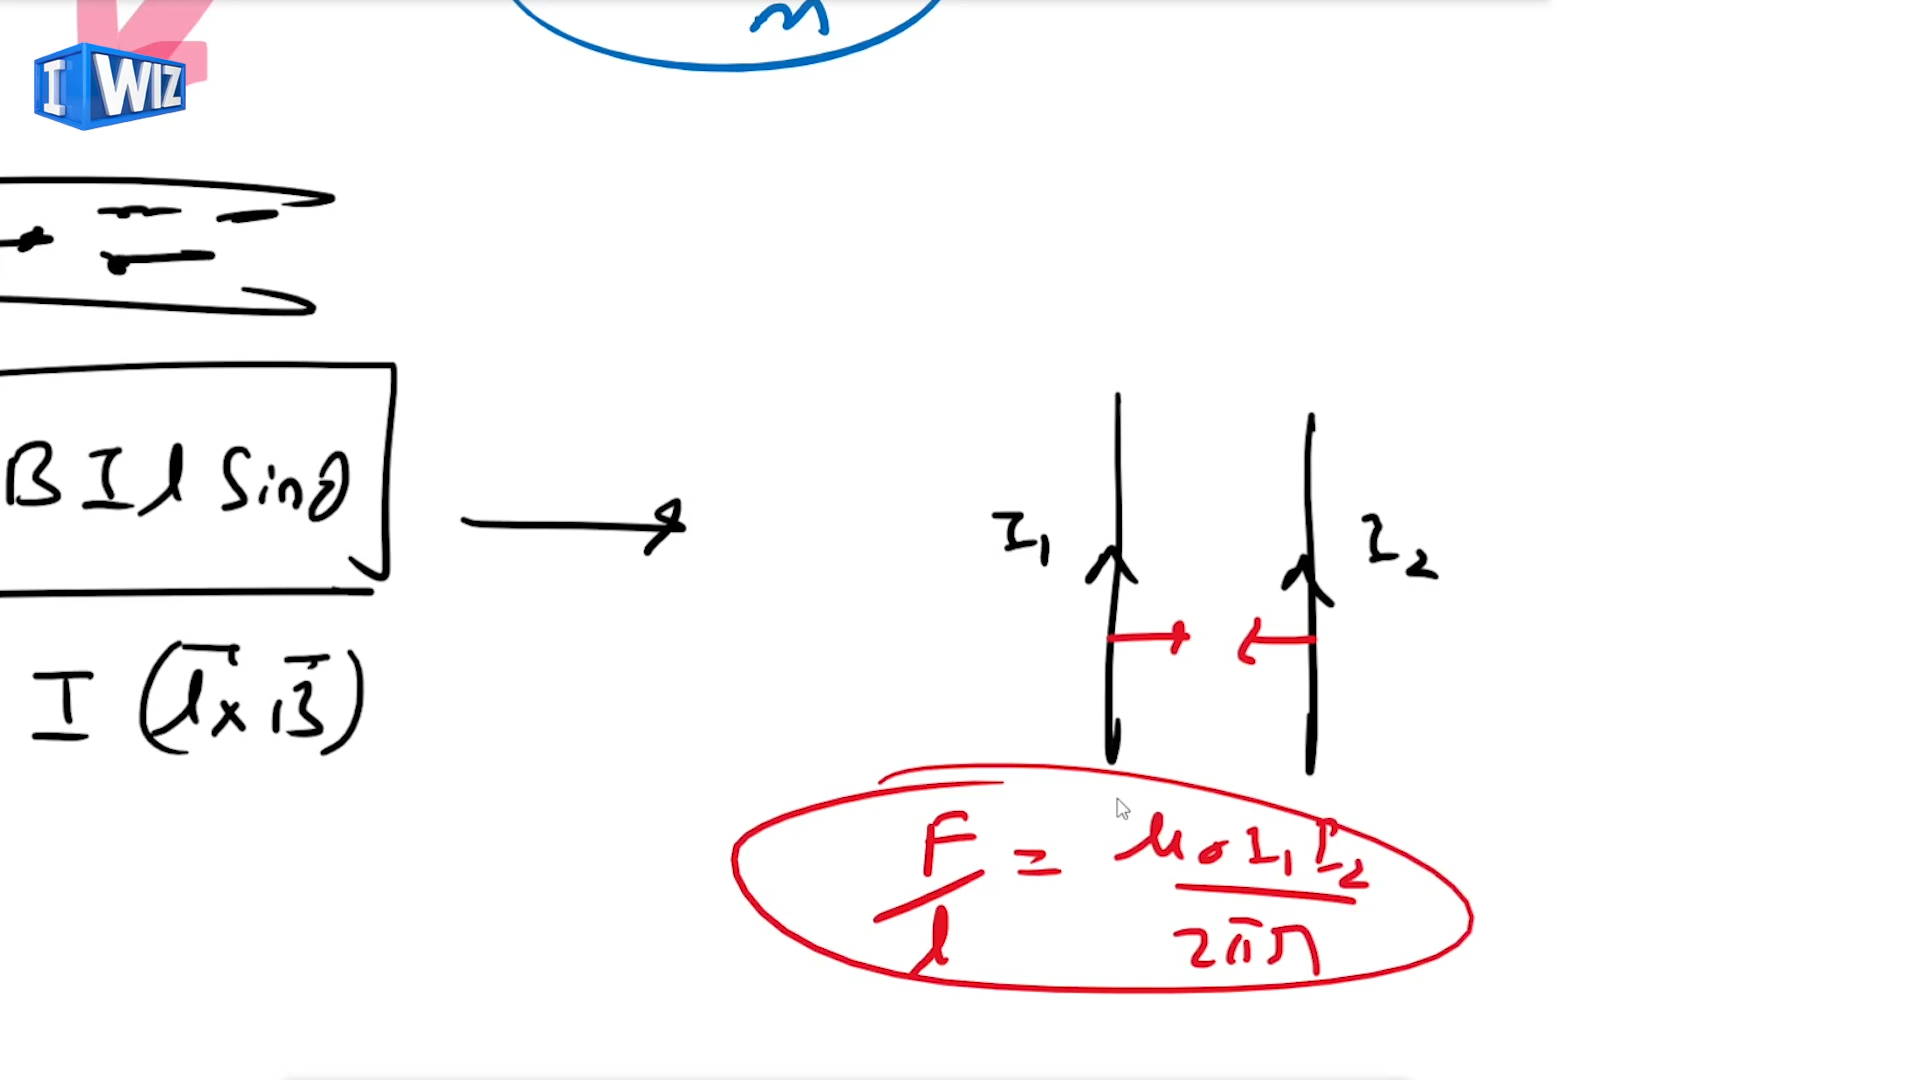 I WIZ
B I l Sinθ
I (l⃗ × B⃗)
I₁ I₂
F/l = μ₀ I₁ I₂ / 2πr